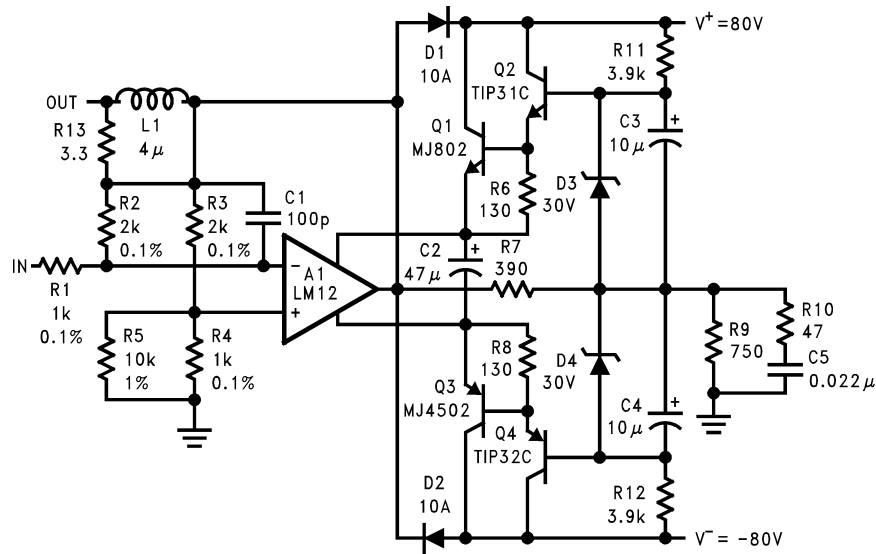 V+ = 80V
D1
10A
Q2
TIP31C
R11
3.9k
OUT
L1
4μ
R13
3.3
Q1
MJ802
C3
+
10μ
R6
130
D3
30V
R2
2k
0.1%
R3
2k
0.1%
C1
100p
IN
R1
1k
0.1%
−
A1
LM12
+
C2
+
47μ
R7
390
R5
10k
1%
R4
1k
0.1%
R8
130
D4
30V
R9
750
R10
47
C5
0.022μ
Q3
MJ4502
Q4
TIP32C
C4
+
10μ
D2
10A
R12
3.9k
V− = -80V